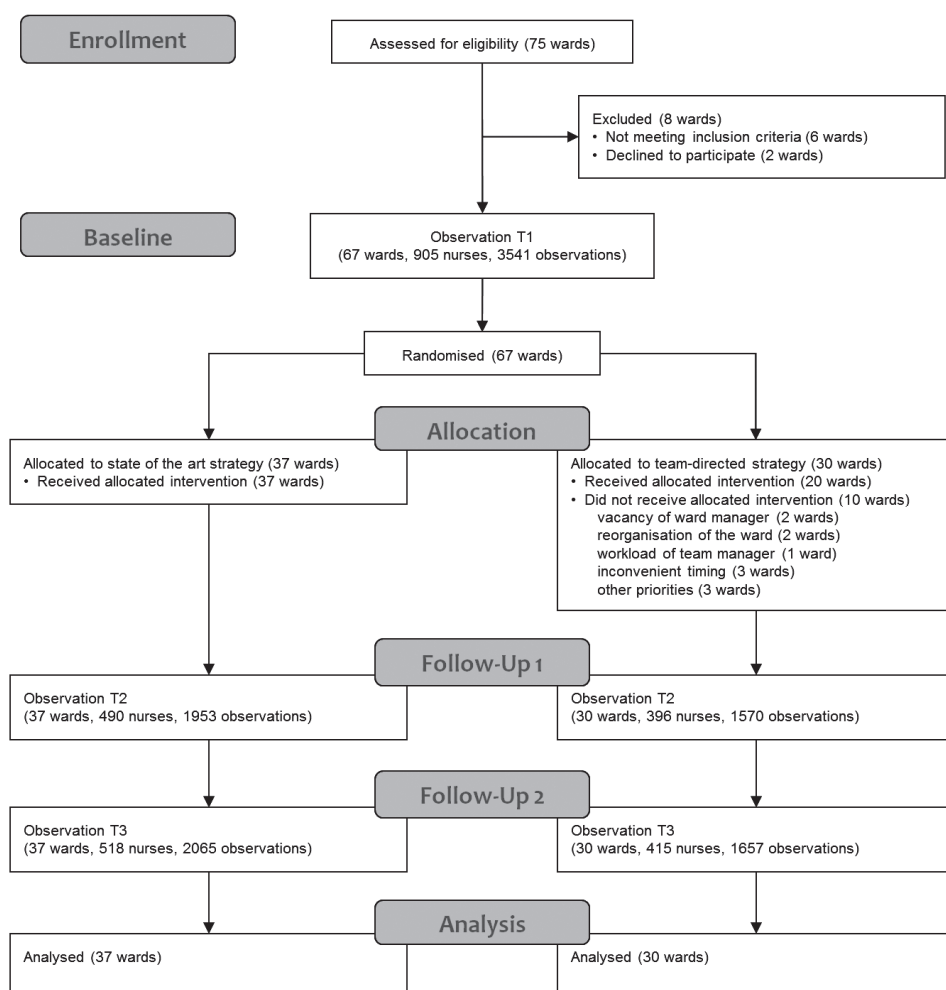 Enrollment
Assessed for eligibility (75 wards)
Excluded (8 wards)
• Not meeting inclusion criteria (6 wards)
• Declined to participate (2 wards)
Baseline
Observation T1
(67 wards, 905 nurses, 3541 observations)
Randomised (67 wards)
Allocation
Allocated to state of the art strategy (37 wards)
• Received allocated intervention (37 wards)
Allocated to team-directed strategy (30 wards)
• Received allocated intervention (20 wards)
• Did not receive allocated intervention (10 wards)
vacancy of ward manager (2 wards)
reorganisation of the ward (2 wards)
workload of team manager (1 ward)
inconvenient timing (3 wards)
other priorities (3 wards)
Follow-Up 1
Observation T2
(37 wards, 490 nurses, 1953 observations)
Observation T2
(30 wards, 396 nurses, 1570 observations)
Follow-Up 2
Observation T3
(37 wards, 518 nurses, 2065 observations)
Observation T3
(30 wards, 415 nurses, 1657 observations)
Analysis
Analysed (37 wards)
Analysed (30 wards)